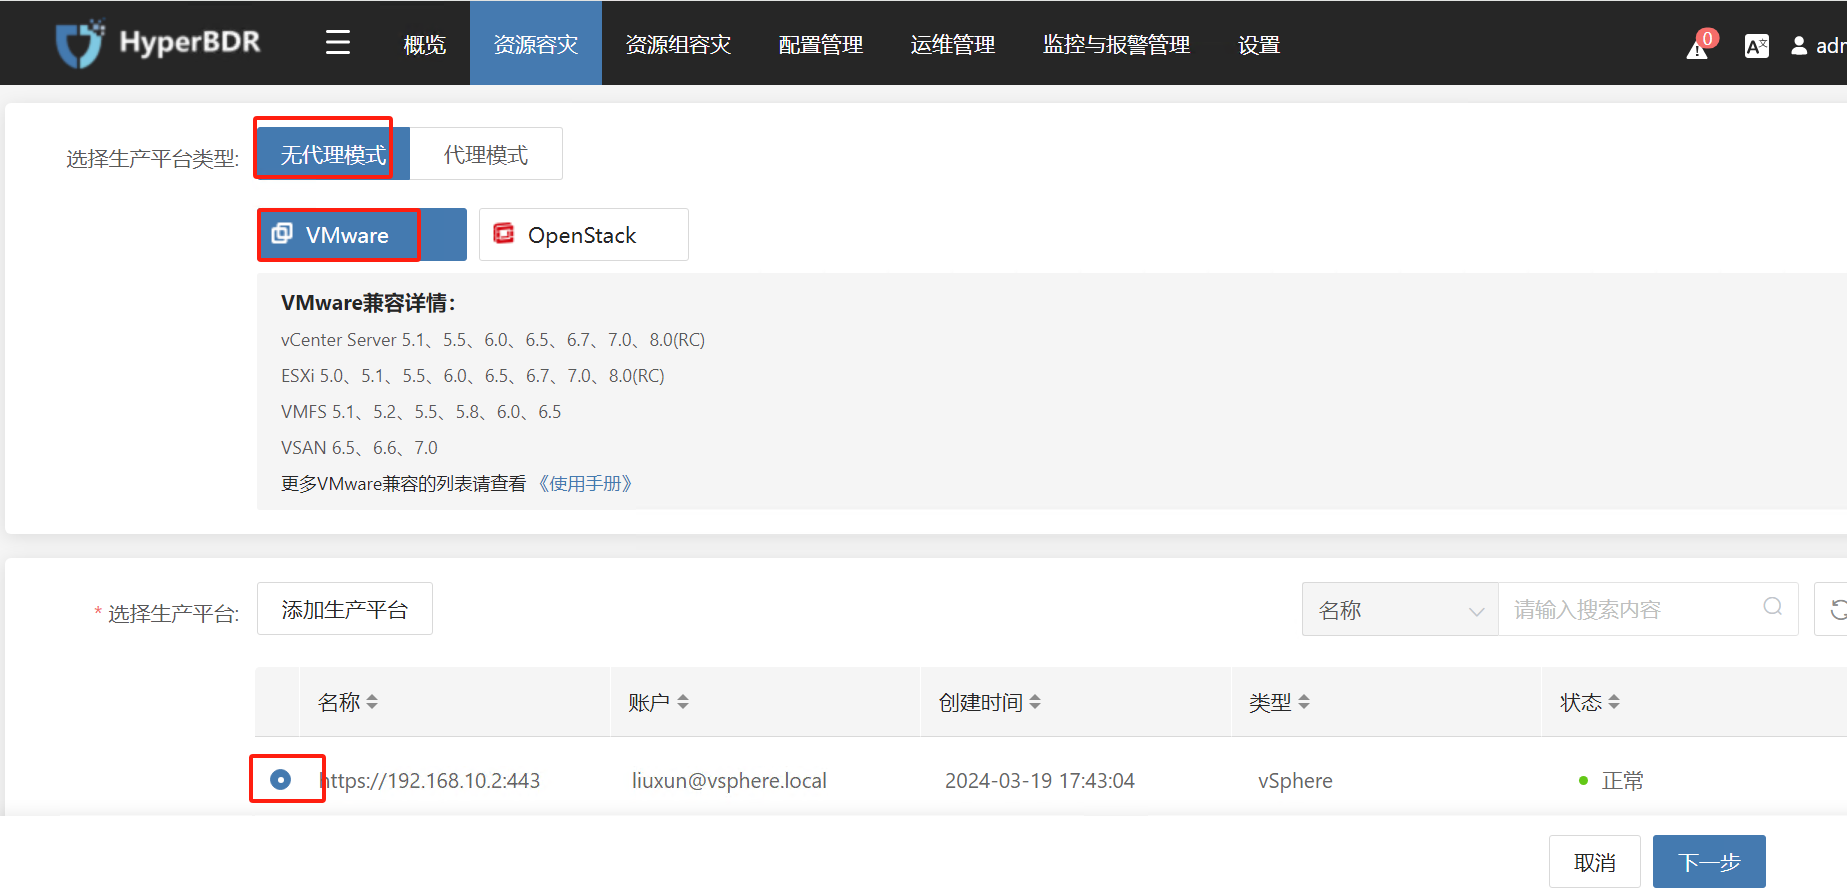 HyperBDR
概览
资源容灾
资源组容灾
配置管理
运维管理
监控与报警管理
设置
0
adm
选择生产平台类型:
无代理模式
代理模式
VMware
OpenStack
VMware兼容详情:
vCenter Server 5.1、5.5、6.0、6.5、6.7、7.0、8.0(RC)
ESXi 5.0、5.1、5.5、6.0、6.5、6.7、7.0、8.0(RC)
VMFS 5.1、5.2、5.5、5.8、6.0、6.5
VSAN 6.5、6.6、7.0
更多VMware兼容的列表请查看 《使用手册》
* 选择生产平台:
添加生产平台
名称
请输入搜索内容
名称
账户
创建时间
类型
状态
https://192.168.10.2:443
liuxun@vsphere.local
2024-03-19 17:43:04
vSphere
正常
取消
下一步